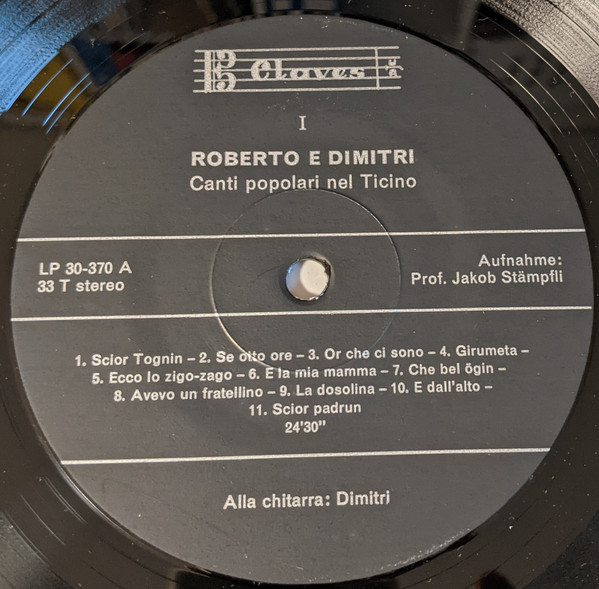 Claves
I
ROBERTO E DIMITRI
Canti popolari nel Ticino
LP 30-370 A
33 T stereo
Aufnahme:
Prof. Jakob Stämpfli
1. Scior Tognin – 2. Se otto ore – 3. Or che ci sono – 4. Girumeta –
5. Ecco lo zigo-zago – 6. E la mia mamma – 7. Che bel ögin –
8. Avevo un fratellino – 9. La dosolina – 10. E dall'alto –
11. Scior padrun
24'30"
Alla chitarra: Dimitri